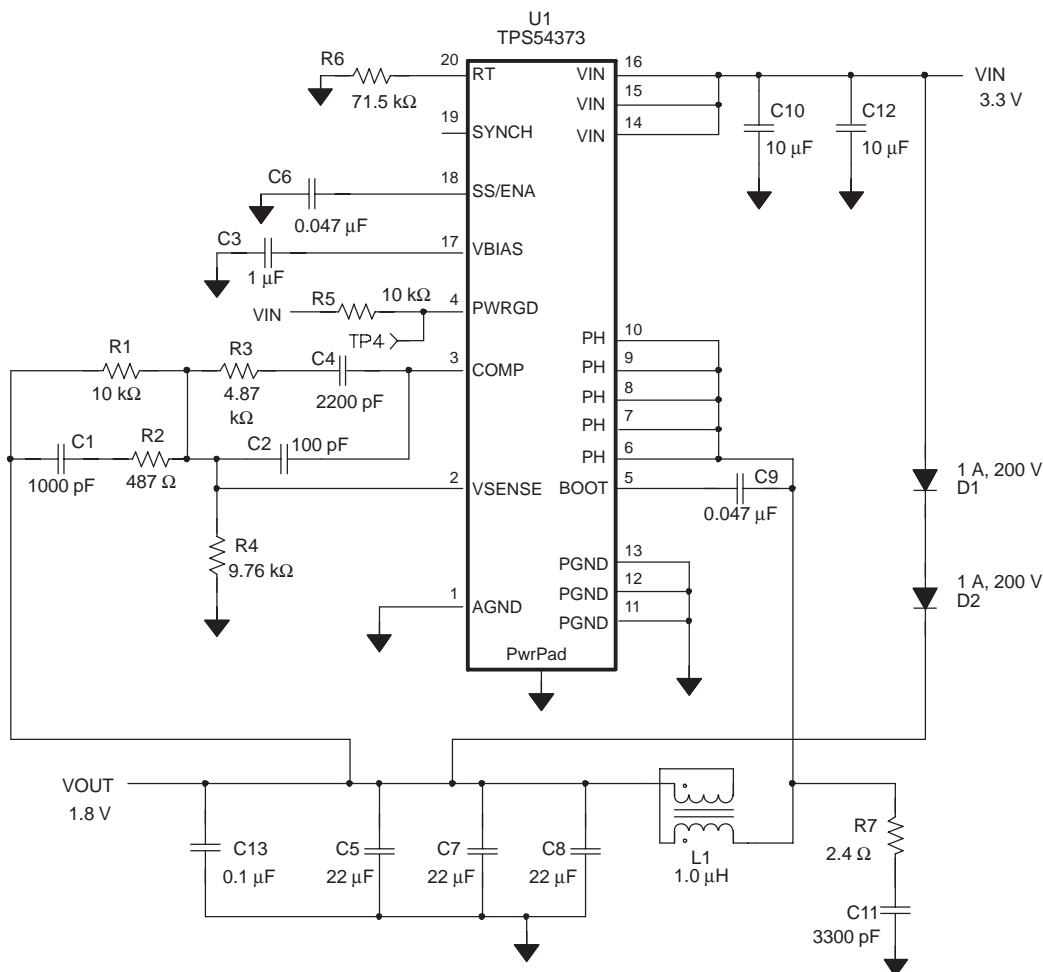 U1
TPS54373
R6
71.5 kΩ
20
RT
19
SYNCH
C6
0.047 μF
18
SS/ENA
C3
1 μF
17
VBIAS
VIN
R5
10 kΩ
4
PWRGD
TP4
R1
10 kΩ
R3
4.87
kΩ
C4
2200 pF
3
COMP
C1
1000 pF
R2
487 Ω
C2
100 pF
2
VSENSE
R4
9.76 kΩ
1
AGND
PwrPad
VIN
16
VIN
15
VIN
14
C10
10 μF
C12
10 μF
VIN
3.3 V
PH
10
PH
9
PH
8
PH
7
PH
6
BOOT
5
C9
0.047 μF
PGND
13
PGND
12
PGND
11
1 A, 200 V
D1
1 A, 200 V
D2
VOUT
1.8 V
C13
0.1 μF
C5
22 μF
C7
22 μF
C8
22 μF
L1
1.0 μH
R7
2.4 Ω
C11
3300 pF